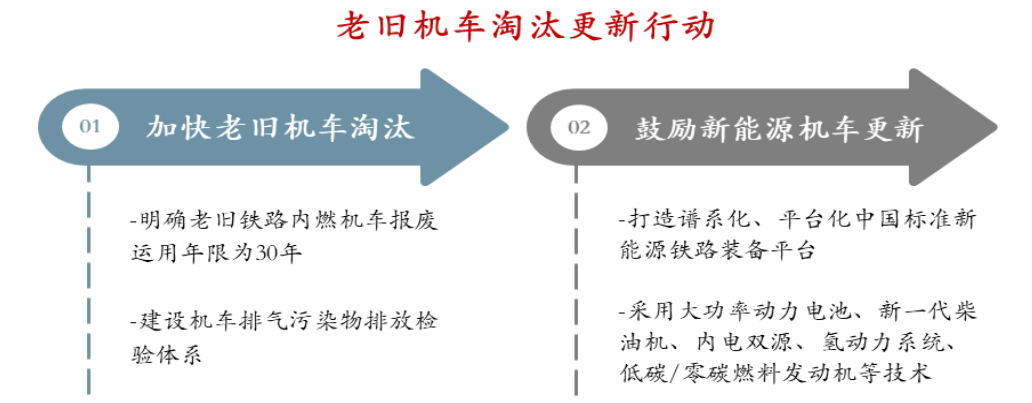 老旧机车淘汰更新行动
01
加快老旧机车淘汰
-明确老旧铁路内燃机车报废
运用年限为30年
-建设机车排气污染物排放检
验体系
02
鼓励新能源机车更新
-打造谱系化、平台化中国标准新
能源铁路装备平台
-采用大功率动力电池、新一代柴
油机、内电双源、氢动力系统、
低碳/零碳燃料发动机等技术